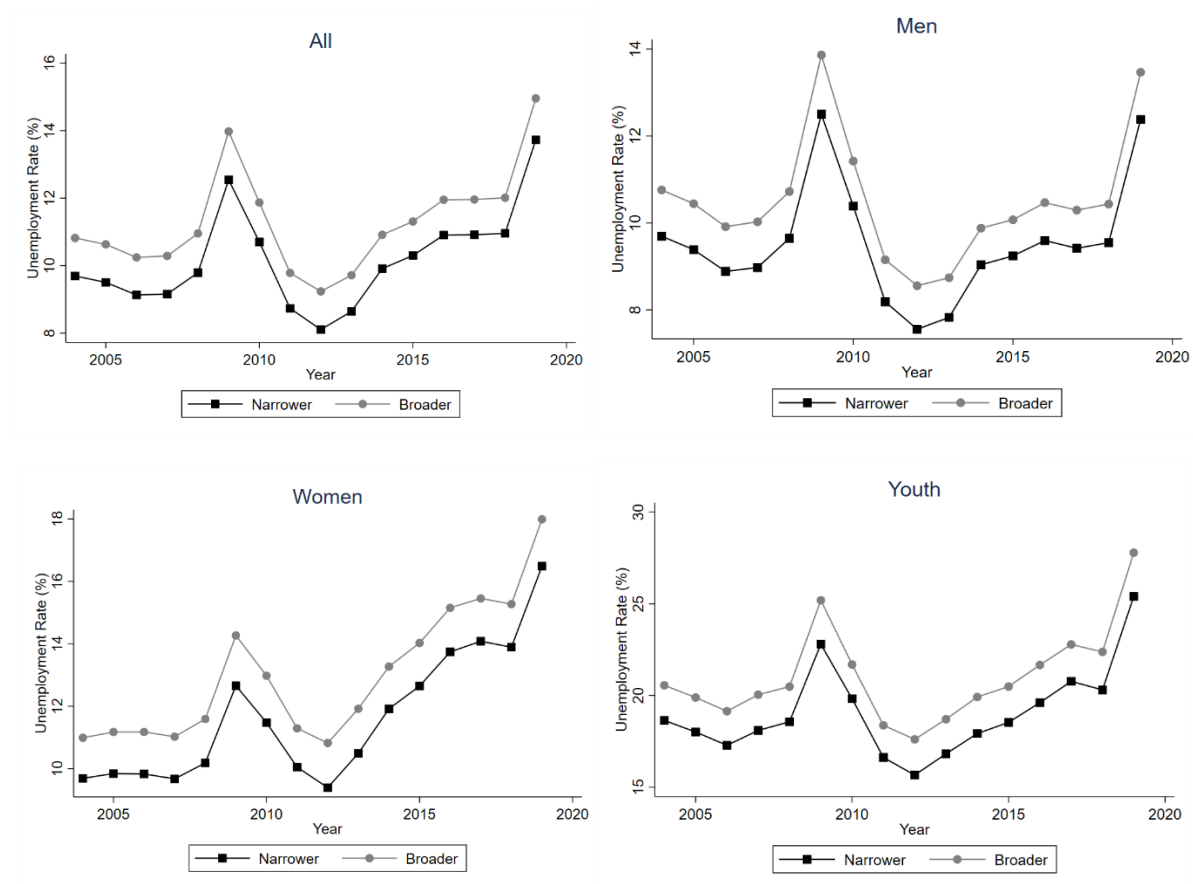 All
Unemployment Rate (%)
16
14
12
10
8
2005 2010 2015 2020
Year
Narrower Broader
Men
Unemployment Rate (%)
14
12
10
8
2005 2010 2015 2020
Year
Narrower Broader
Women
Unemployment Rate (%)
18
16
14
12
10
2005 2010 2015 2020
Year
Narrower Broader
Youth
Unemployment Rate (%)
30
25
20
15
2005 2010 2015 2020
Year
Narrower Broader